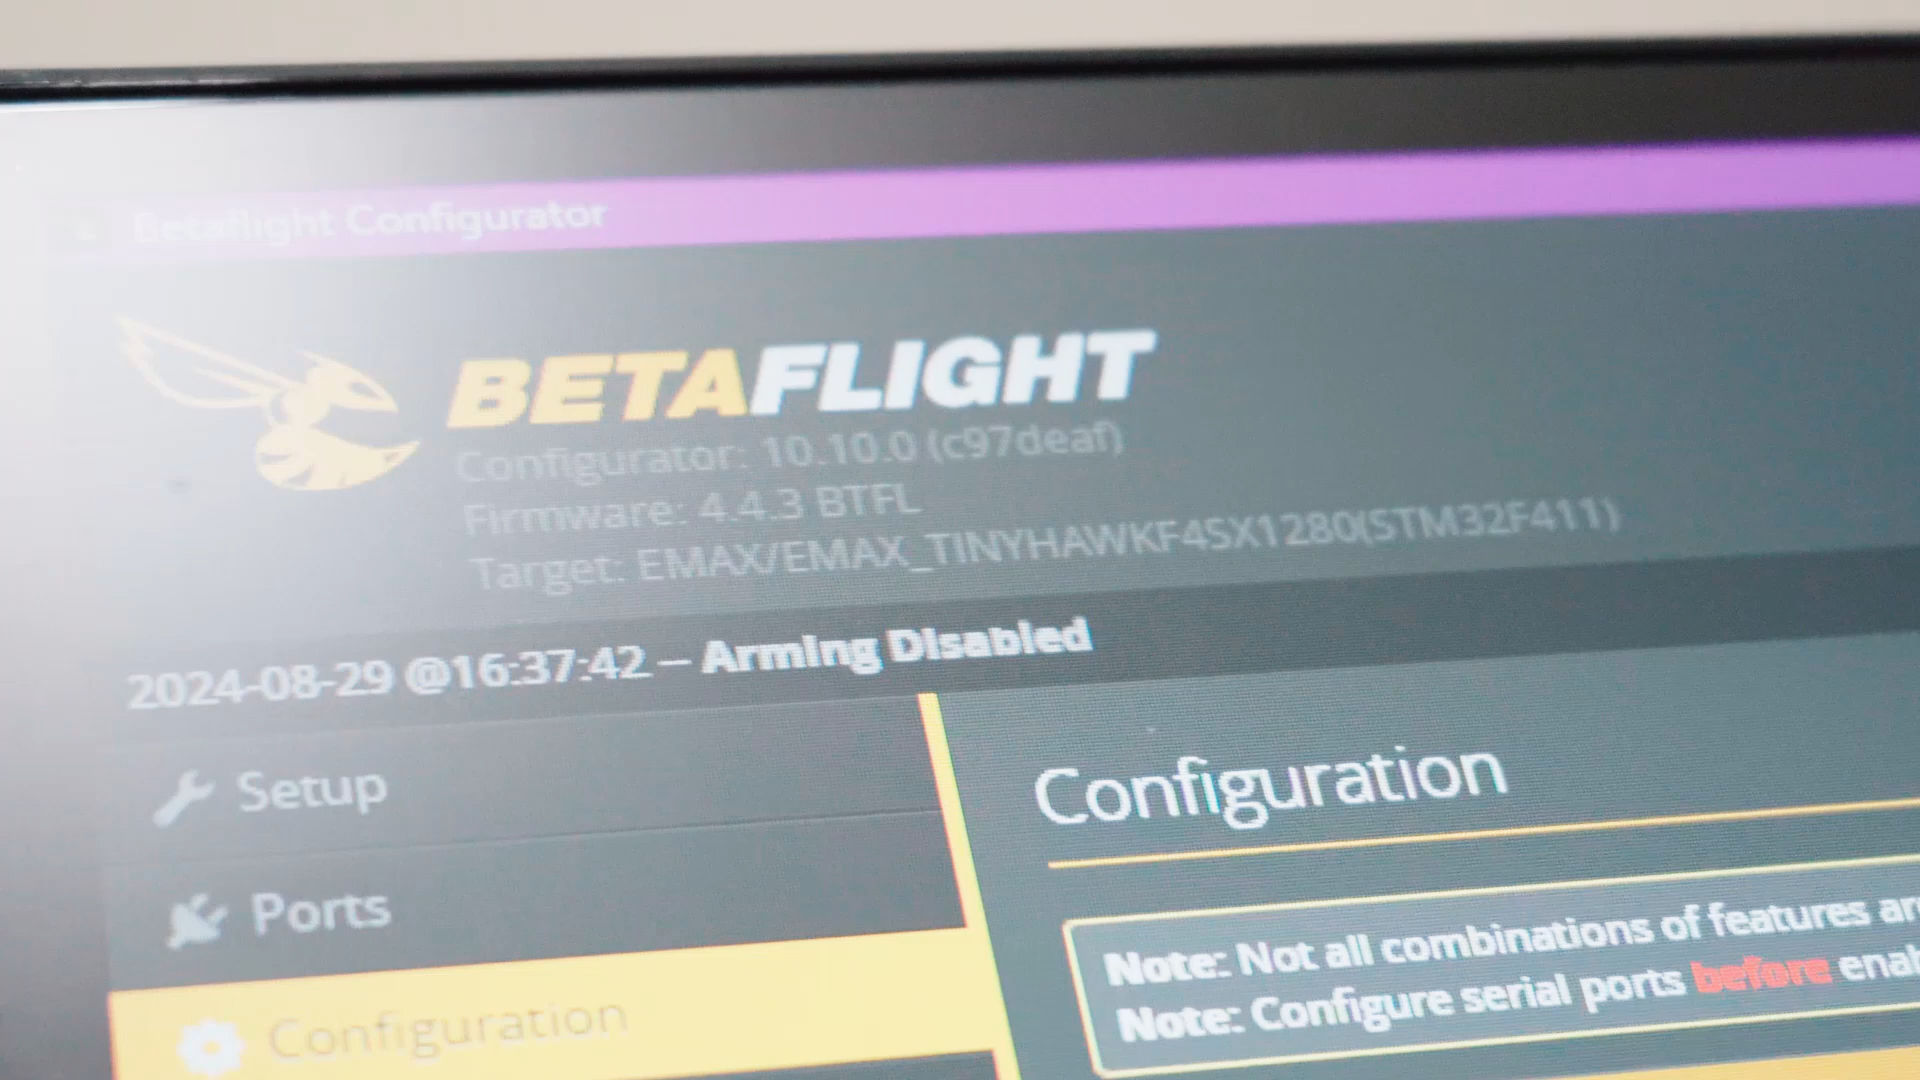 Betaflight Configurator
BETAFLIGHT
Configurator: 10.10.0 (c97deaf)
Firmware: 4.4.3 BTFL
Target: EMAX/EMAX_TINYHAWKF4SX1280(STM32F411)
2024-08-29 @16:37:42 -- Arming Disabled
Setup
Ports
Configuration
Configuration
Note: Not all combinations of features
Note: Configure serial ports before